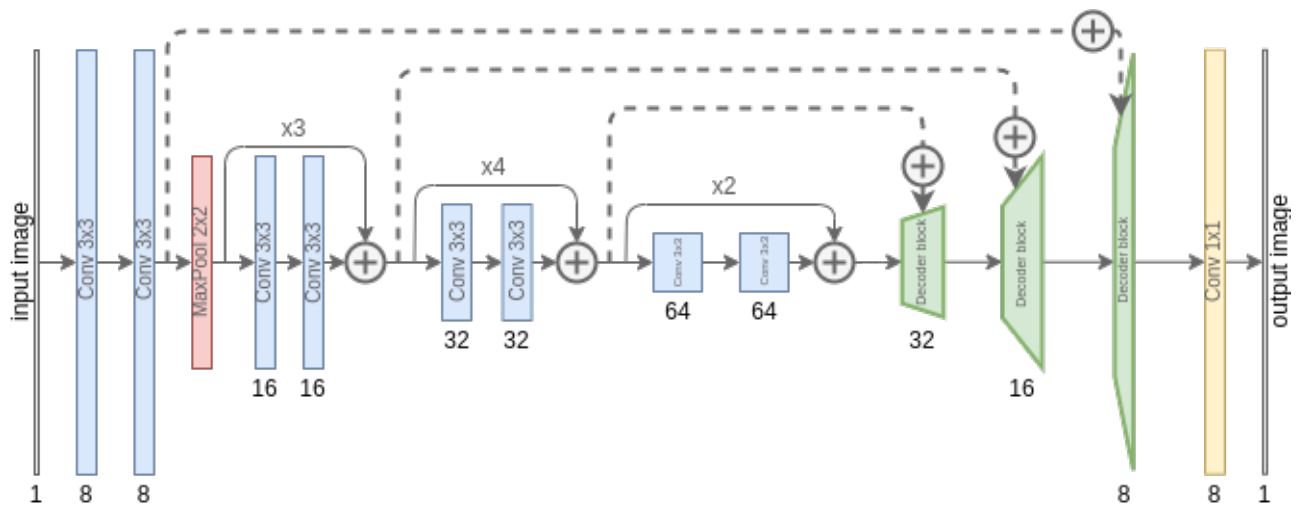 input image
1
Conv 3x3
8
Conv 3x3
8
MaxPool 2x2
x3
Conv 3x3
16
Conv 3x3
16
x4
Conv 3x3
32
Conv 3x3
32
x2
Conv 3x2
64
Conv 3x2
64
Decoder block
32
Decoder block
16
Decoder block
8
Conv 1x1
8
output image
1